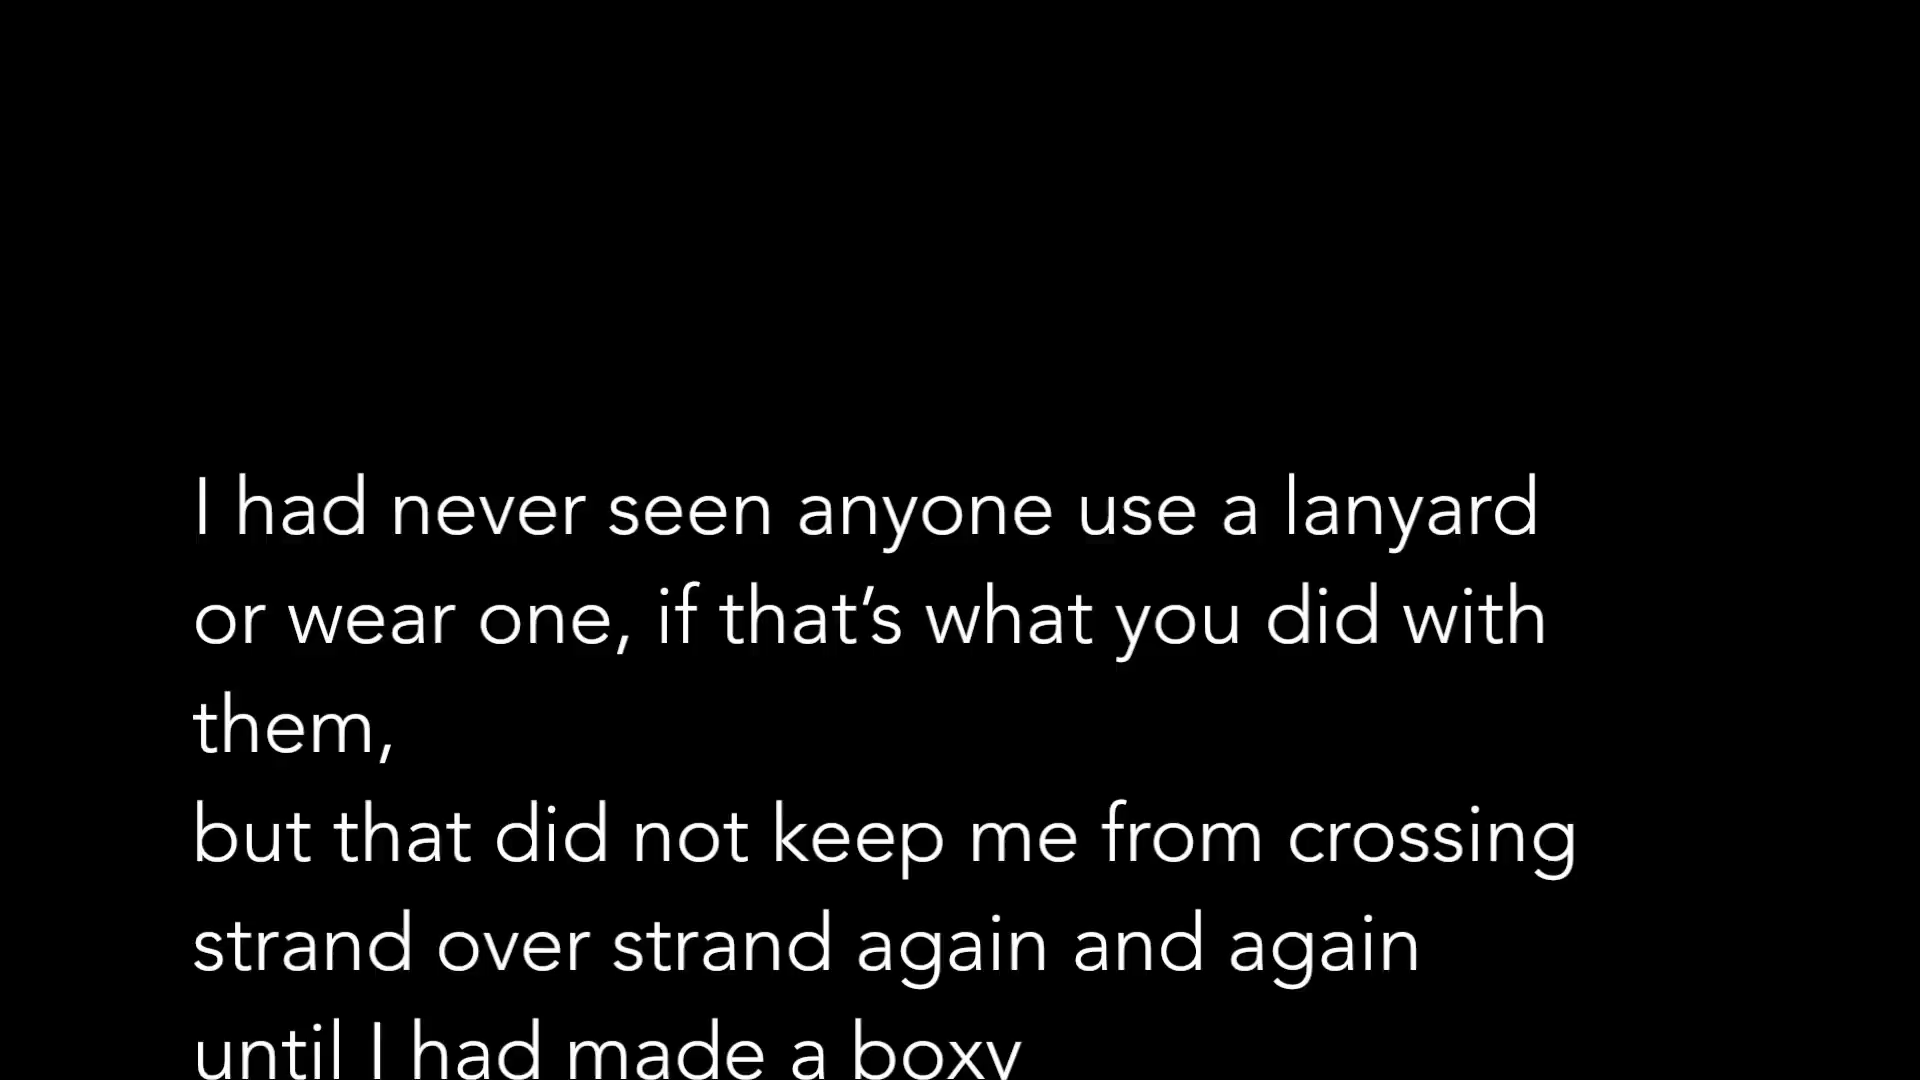 I had never seen anyone use a lanyard
or wear one, if that’s what you did with
them,
but that did not keep me from crossing
strand over strand again and again
until I had made a boxy